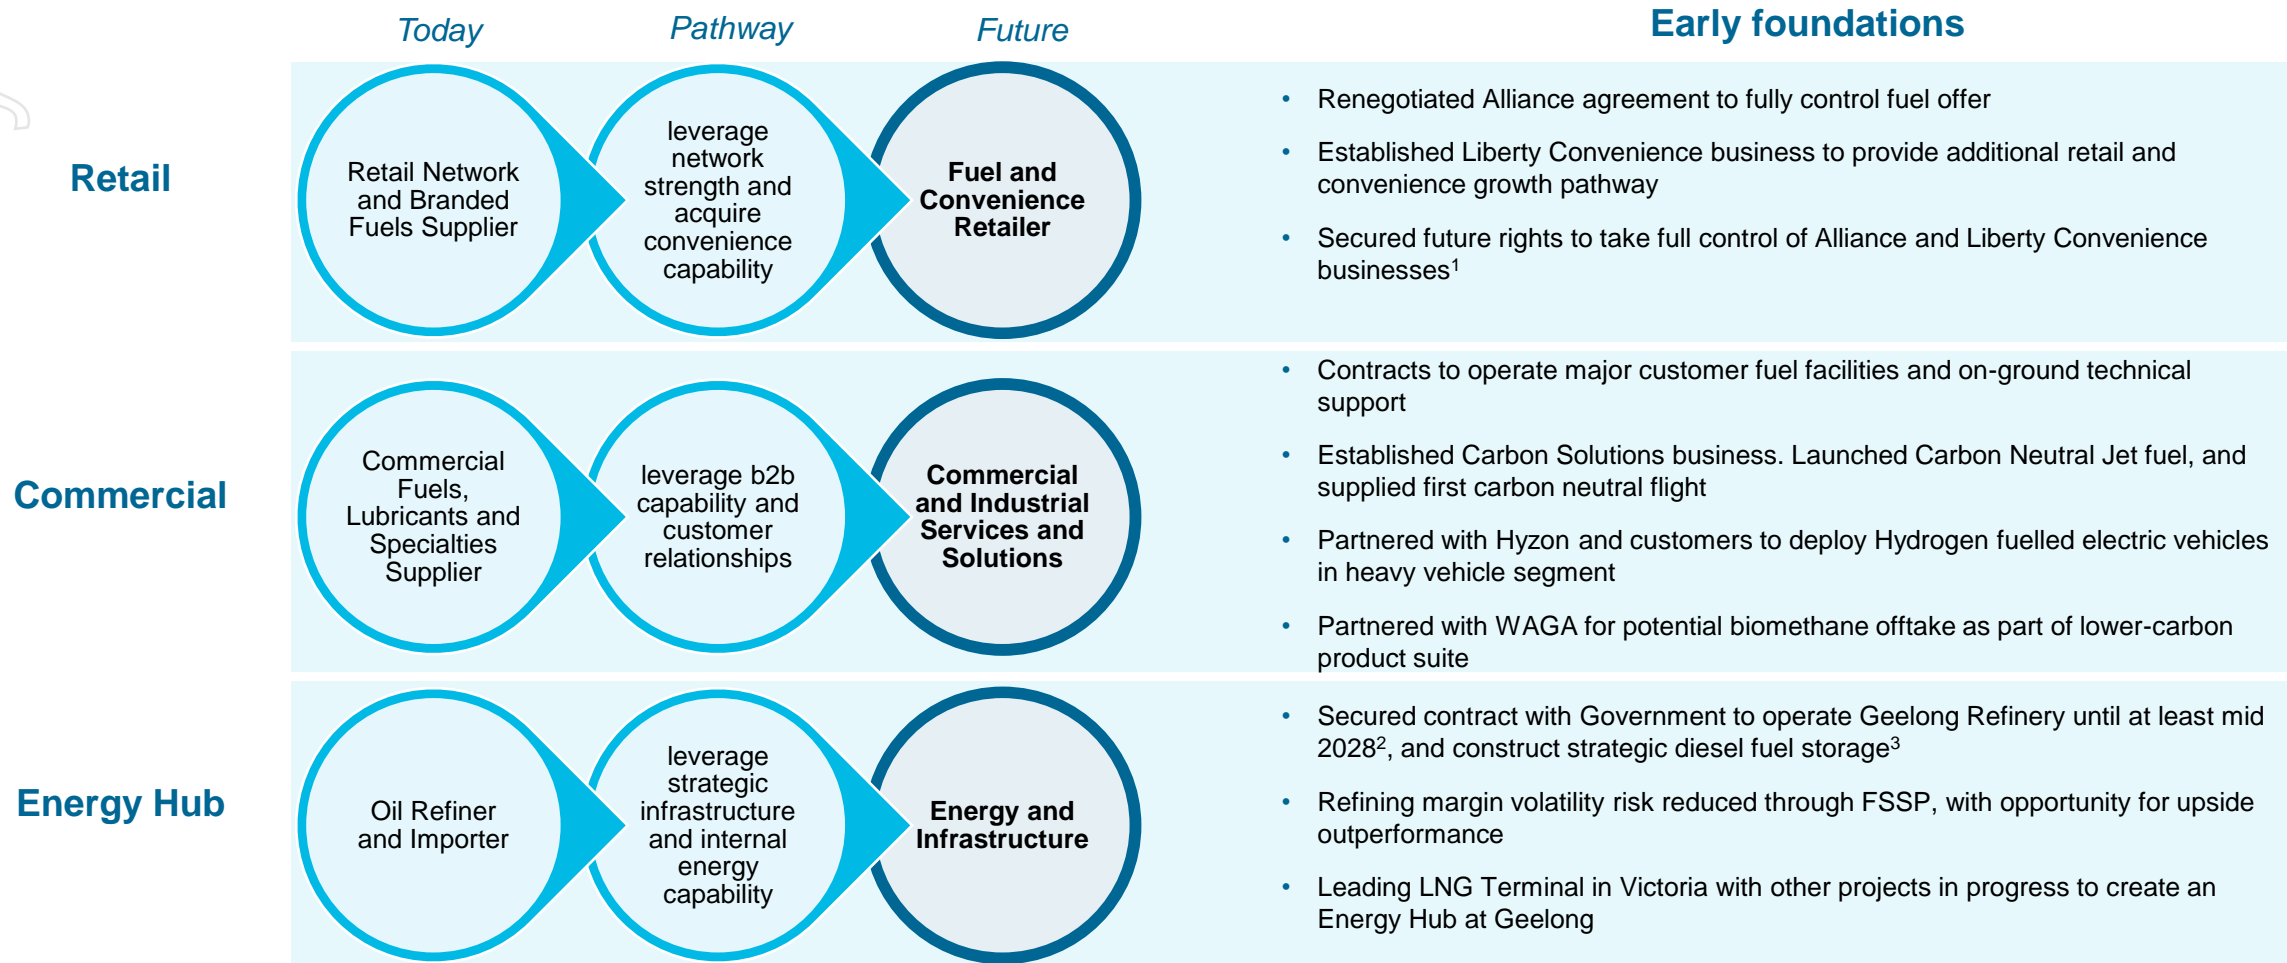 Today
Pathway
Future
Early foundations
Retail
Retail Network
and Branded
Fuels Supplier
leverage
network
strength and
acquire
convenience
capability
Fuel and
Convenience
Retailer
• Renegotiated Alliance agreement to fully control fuel offer
• Established Liberty Convenience business to provide additional retail and
convenience growth pathway
• Secured future rights to take full control of Alliance and Liberty Convenience
businesses¹
Commercial
Commercial
Fuels,
Lubricants and
Specialties
Supplier
leverage b2b
capability and
customer
relationships
Commercial
and Industrial
Services and
Solutions
• Contracts to operate major customer fuel facilities and on-ground technical
support
• Established Carbon Solutions business. Launched Carbon Neutral Jet fuel, and
supplied first carbon neutral flight
• Partnered with Hyzon and customers to deploy Hydrogen fuelled electric vehicles
in heavy vehicle segment
• Partnered with WAGA for potential biomethane offtake as part of lower-carbon
product suite
Energy Hub
Oil Refiner
and Importer
leverage
strategic
infrastructure
and internal
energy
capability
Energy and
Infrastructure
• Secured contract with Government to operate Geelong Refinery until at least mid
2028², and construct strategic diesel fuel storage³
• Refining margin volatility risk reduced through FSSP, with opportunity for upside
outperformance
• Leading LNG Terminal in Victoria with other projects in progress to create an
Energy Hub at Geelong